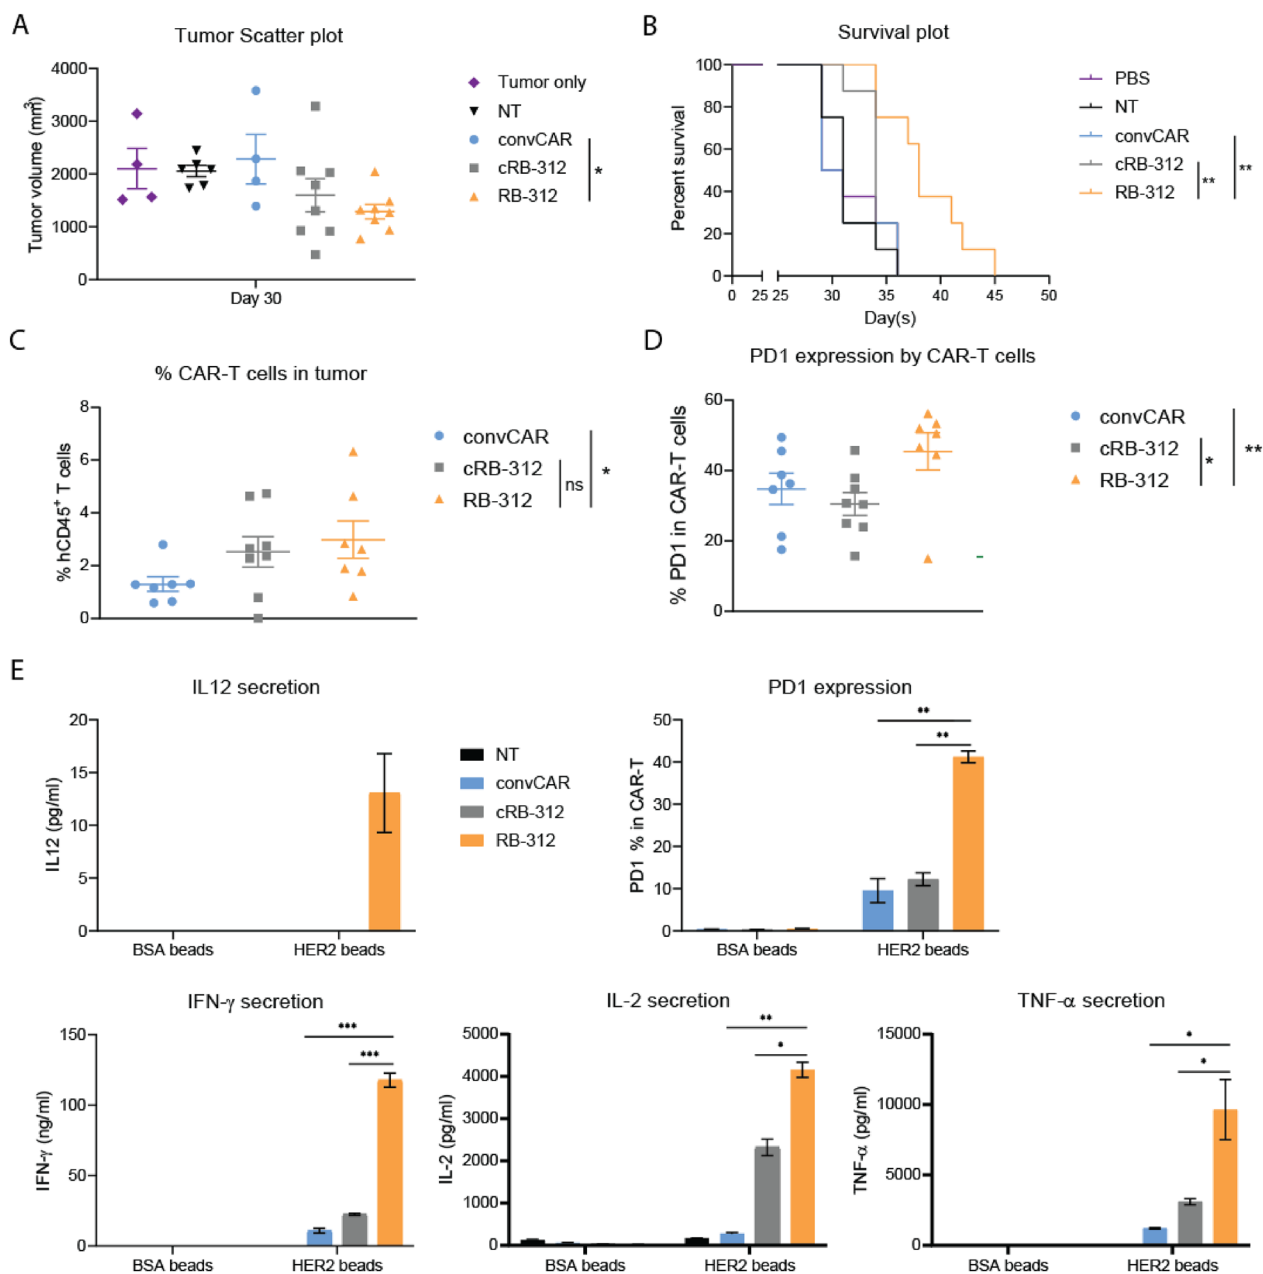 A
Tumor Scatter plot
Tumor volume (mm³)
4000
3000
2000
1000
0
Day 30
Tumor only
NT
convCAR
cRB-312
RB-312
*
B
Survival plot
Percent survival
100
80
60
40
20
0
0 25 25 30 35 40 45 50
Day(s)
PBS
NT
convCAR
cRB-312
RB-312
**
**
C
% CAR-T cells in tumor
% hCD45⁺ T cells
8
6
4
2
0
convCAR
cRB-312
RB-312
ns
*
D
PD1 expression by CAR-T cells
% PD1 in CAR-T cells
60
40
20
0
convCAR
cRB-312
RB-312
*
**
E
IL12 secretion
IL12 (pg/ml)
20
15
10
5
0
BSA beads HER2 beads
NT
convCAR
cRB-312
RB-312
PD1 expression
PD1 % in CAR-T
50
40
30
20
10
0
**
**
BSA beads HER2 beads
IFN-γ secretion
IFN-γ (ng/ml)
150
100
50
0
***
***
BSA beads HER2 beads
IL-2 secretion
IL-2 (pg/ml)
5000
4000
3000
2000
1000
0
**
*
BSA beads HER2 beads
TNF-α secretion
TNF-α (pg/ml)
15000
10000
5000
0
*
*
BSA beads HER2 beads